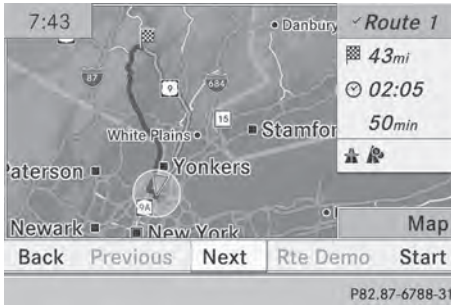 7:43
Danbury
✓Route 1
43mi
87
9
684
02:05
15
50min
White Plains
Stamfor
Paterson
Yonkers
9A
Newark
New York
Map
Back Previous Next Rte Demo Start
P82.87-6788-31